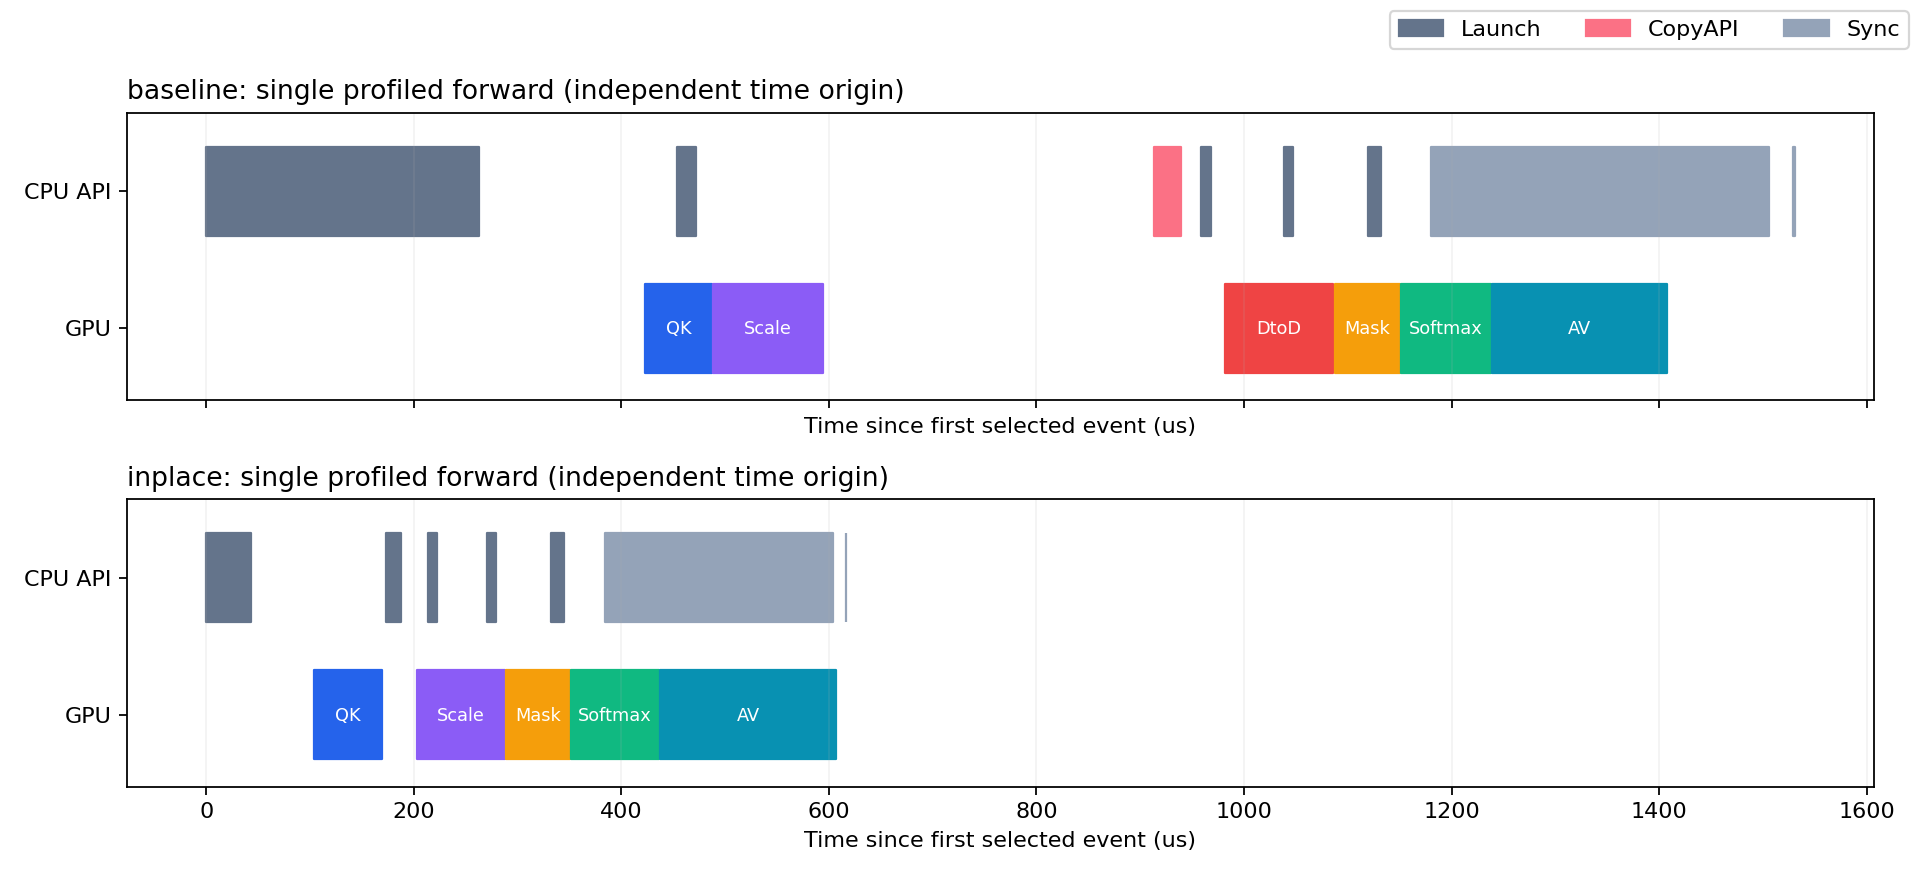 Launch CopyAPI Sync
baseline: single profiled forward (independent time origin)
CPU API
GPU
QK Scale DtoD Mask Softmax AV
Time since first selected event (us)
inplace: single profiled forward (independent time origin)
CPU API
GPU
QK Scale Mask Softmax AV
0 200 400 600 800 1000 1200 1400 1600
Time since first selected event (us)